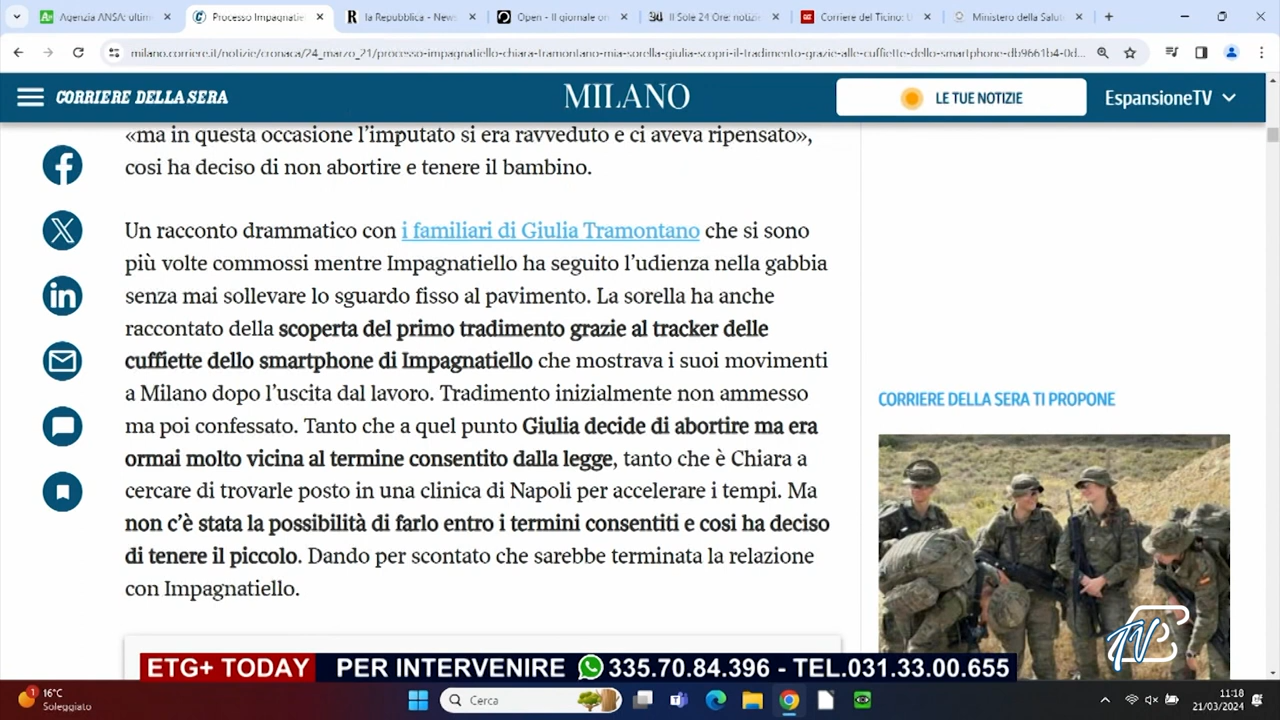 Agenzia ANSA: ultim
Processo Impagnatie
la Repubblica - News
Open - Il giornale on
Il Sole 24 Ore: notizie
Corriere del Ticino: U
Ministero della Salut
milano.corriere.it/notizie/cronaca/24_marzo_21/processo-impagnatiello-chiara-tramontano-mia-sorella-giulia-scopri-il-tradimento-grazie-alle-cuffiette-dello-smartphone-db9661b4-0d...
CORRIERE DELLA SERA
MILANO
LE TUE NOTIZIE
EspansioneTV
«ma in questa occasione l'imputato si era ravveduto e ci aveva ripensato»,
cosi ha deciso di non abortire e tenere il bambino.
Un racconto drammatico con i familiari di Giulia Tramontano che si sono
più volte commossi mentre Impagnatiello ha seguito l'udienza nella gabbia
senza mai sollevare lo sguardo fisso al pavimento. La sorella ha anche
raccontato della scoperta del primo tradimento grazie al tracker delle
cuffiette dello smartphone di Impagnatiello che mostrava i suoi movimenti
a Milano dopo l'uscita dal lavoro. Tradimento inizialmente non ammesso
ma poi confessato. Tanto che a quel punto Giulia decide di abortire ma era
ormai molto vicina al termine consentito dalla legge, tanto che è Chiara a
cercare di trovarle posto in una clinica di Napoli per accelerare i tempi. Ma
non c'è stata la possibilità di farlo entro i termini consentiti e cosi ha deciso
di tenere il piccolo. Dando per scontato che sarebbe terminata la relazione
con Impagnatiello.
CORRIERE DELLA SERA TI PROPONE
ETG+ TODAY PER INTERVENIRE 335.70.84.396 - TEL.031.33.00.655
1
16°C
Soleggiato
Cerca
11:18
21/03/2024